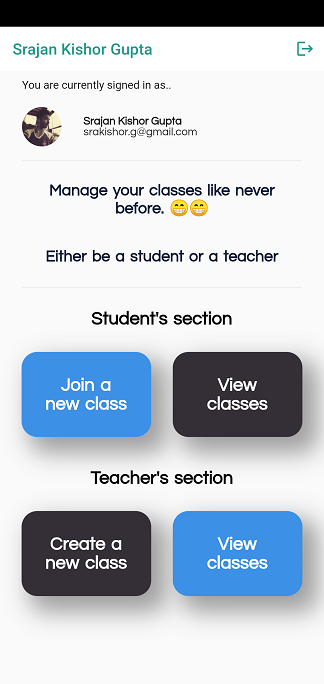 Srajan Kishor Gupta
You are currently signed in as..
Srajan Kishor Gupta
srakishor.g@gmail.com
Manage your classes like never
before. 😁😁
Either be a student or a teacher
Student's section
Join a
new class
View
classes
Teacher's section
Create a
new class
View
classes